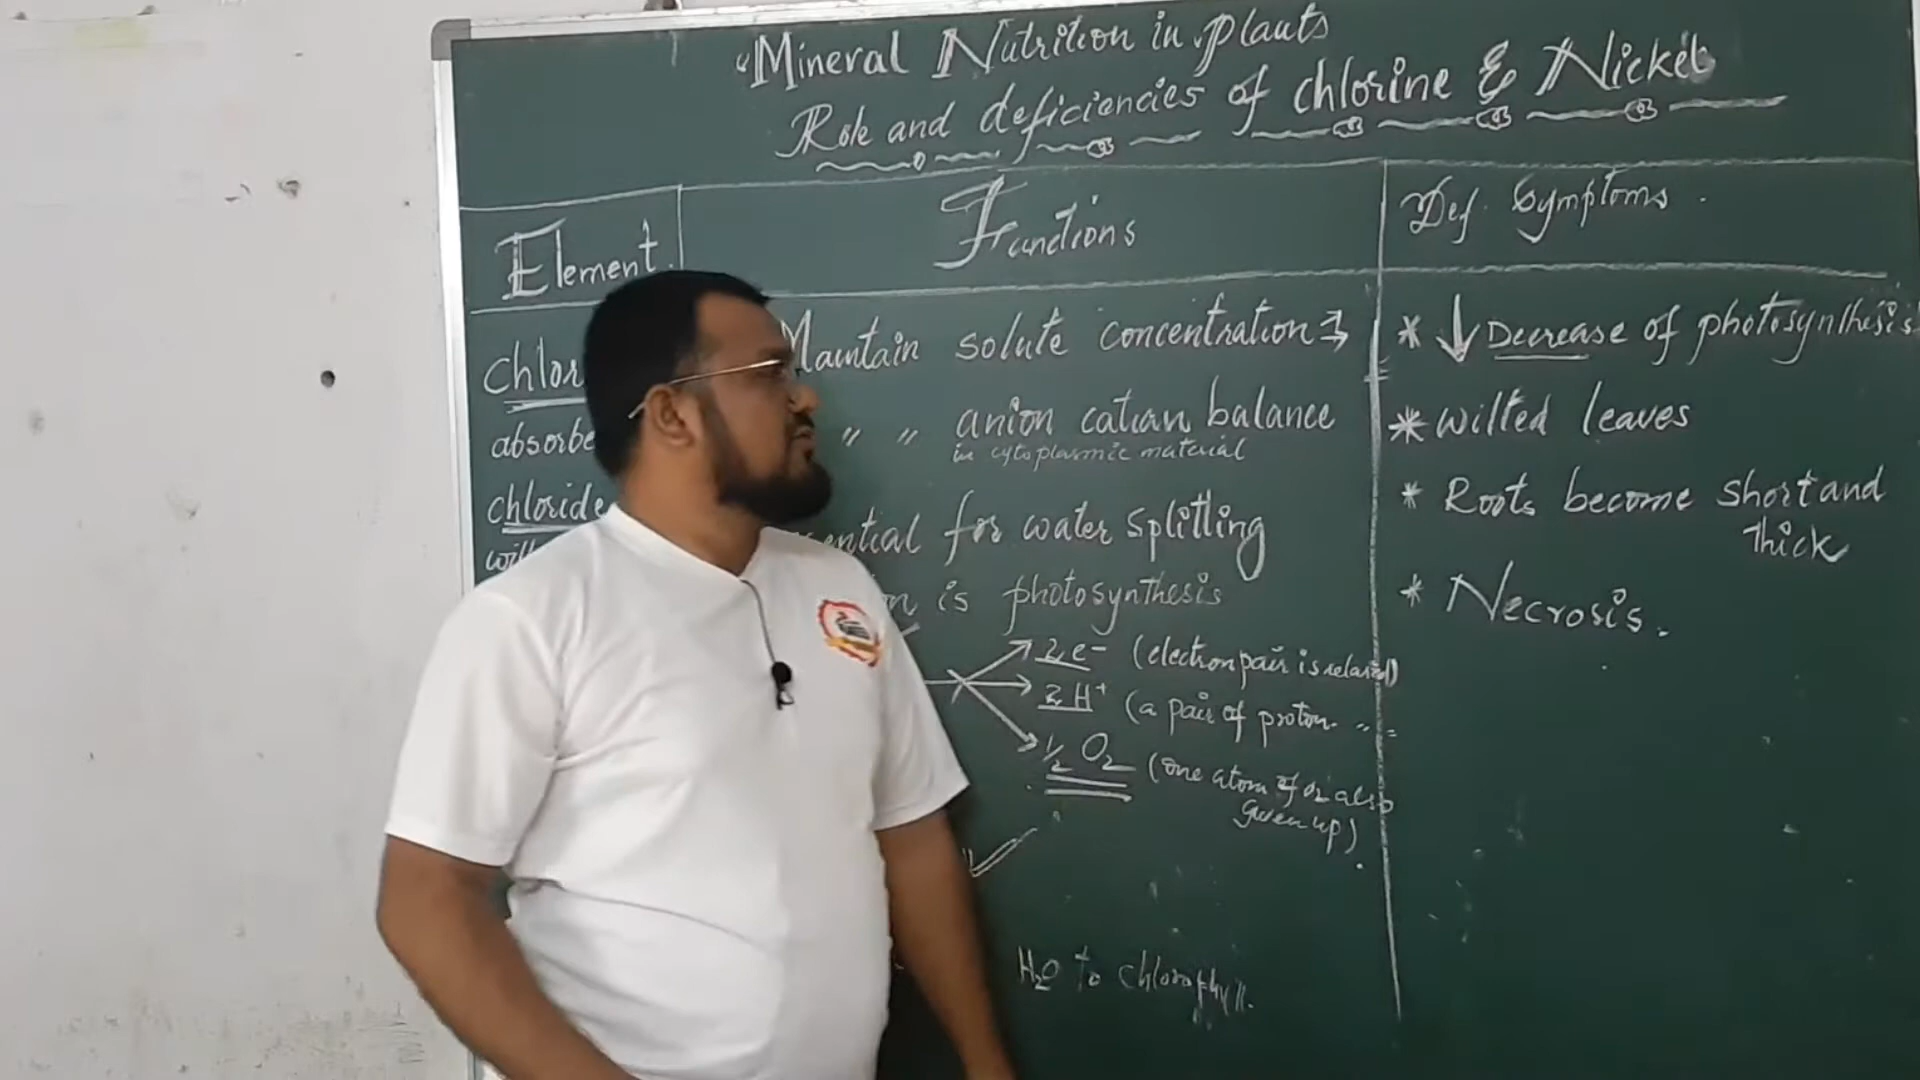 "Mineral Nutrition in plants
Role and deficiencies of chlorine & Nickel
Element.
Functions
Def. Symptoms.
chlor
absorbe
chloride
Maintain solute concentration →
" " anion cation balance
in cytoplasmic material
ential for water splitting
is photosynthesis
2e- (electron pair is
2H+ (a pair of proton. " =
1/2 O2 (one atom of O2 also
given up)
H2O to chlorophyll.
* ↓ Decrease of photosynthesis
* wilted leaves
* Roots become short and
thick
* Necrosis.